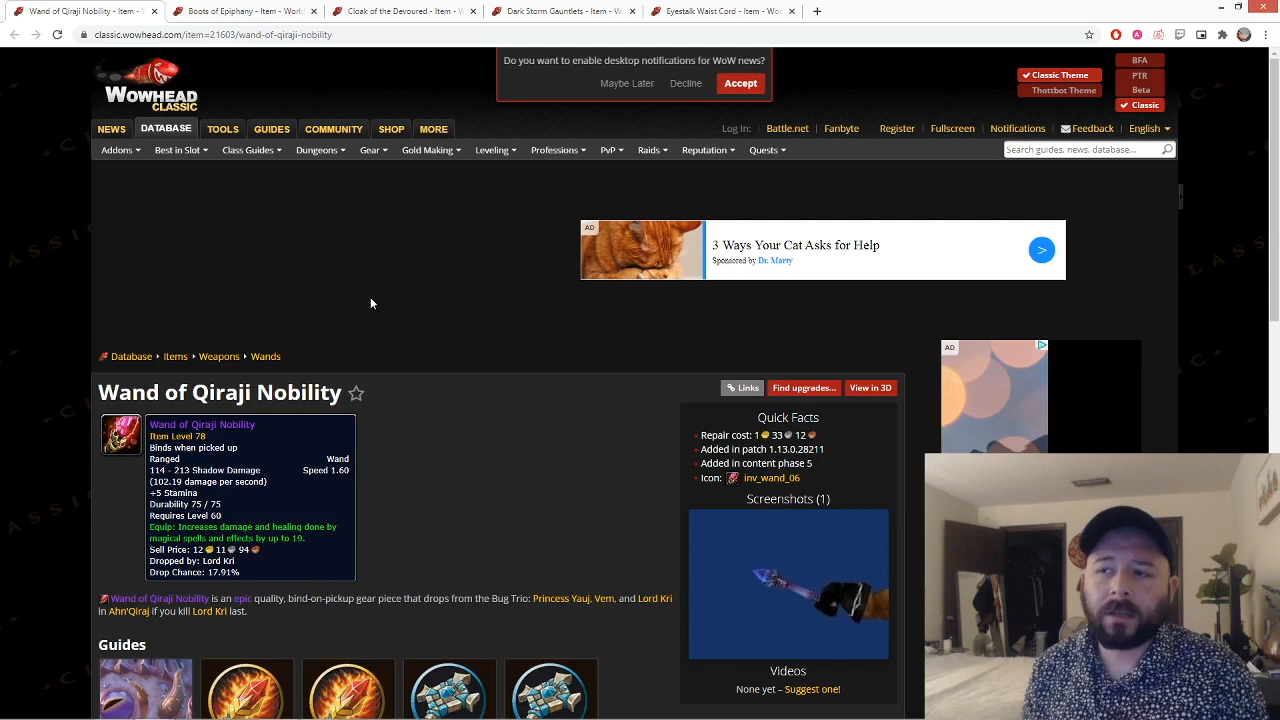 Wand of Qiraji Nobility - Item - W
Boots of Epiphany - Item - World
Cloak of the Devoured - Item - W
Dark Storm Gauntlets - Item - W
Eyestalk Waist Cord - Item - Wor
classic.wowhead.com/item=21603/wand-of-qiraji-nobility
Do you want to enable desktop notifications for WoW news?
Maybe Later Decline Accept
Classic Theme
Thottbot Theme
BFA
PTR
Beta
Classic
WOWHEAD
CLASSIC
NEWS DATABASE TOOLS GUIDES COMMUNITY SHOP MORE
Log In: Battle.net Fanbyte Register Fullscreen Notifications Feedback English
Addons Best in Slot Class Guides Dungeons Gear Gold Making Leveling Professions PvP Raids Reputation Quests
Search guides, news, database...
AD
3 Ways Your Cat Asks for Help
Sponsored by Dr. Marty
Database Items Weapons Wands
AD
Wand of Qiraji Nobility
Links Find upgrades... View in 3D
Wand of Qiraji Nobility
Item Level 78
Binds when picked up
Ranged Wand
114 - 213 Shadow Damage Speed 1.60
(102.19 damage per second)
+5 Stamina
Durability 75 / 75
Requires Level 60
Equip: Increases damage and healing done by
magical spells and effects by up to 19.
Sell Price: 12 11 94
Dropped by: Lord Kri
Drop Chance: 17.91%
Quick Facts
Repair cost: 1 33 12
Added in patch 1.13.0.28211
Added in content phase 5
Icon: inv_wand_06
Screenshots (1)
Wand of Qiraji Nobility is an epic quality, bind-on-pickup gear piece that drops from the Bug Trio: Princess Yauj, Vem, and Lord Kri
in Ahn'Qiraj if you kill Lord Kri last.
Guides
Videos
None yet – Suggest one!